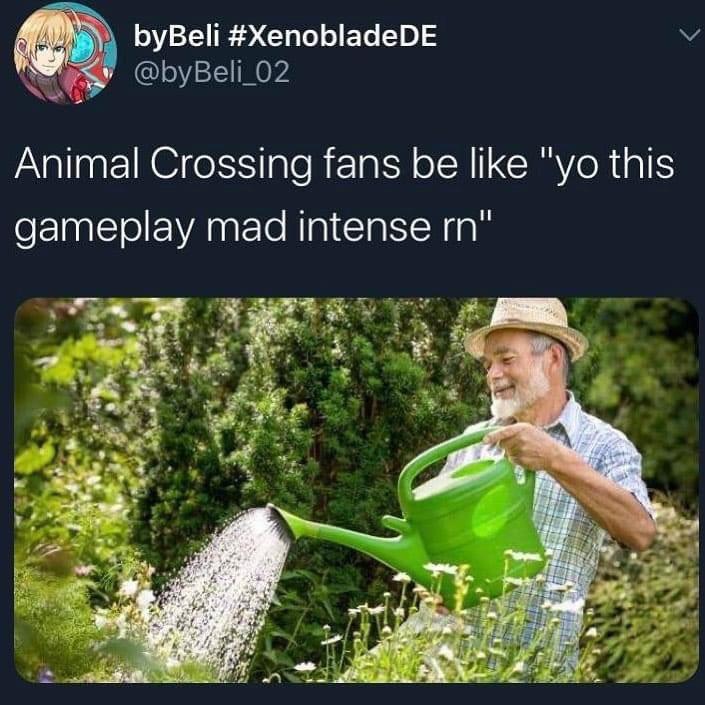 byBeli #XenobladeDE
@byBeli_02
Animal Crossing fans be like "yo this
gameplay mad intense rn"